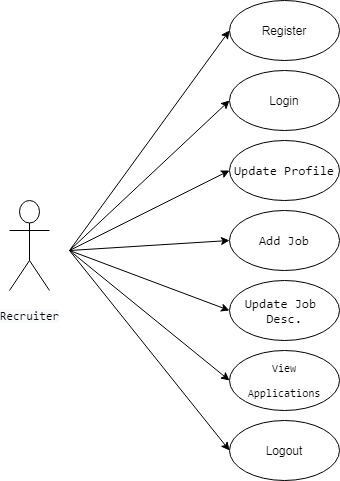 Register
Login
Update Profile
Add Job
Recruiter
Update Job
Desc.
View
Applications
Logout